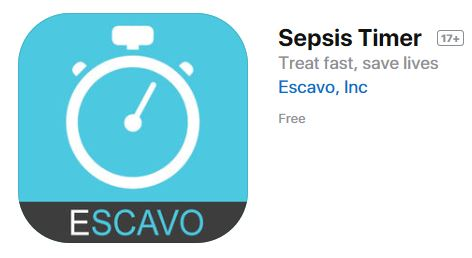 Sepsis Timer 17+
Treat fast, save lives
Escavo, Inc
Free
ESCAVO